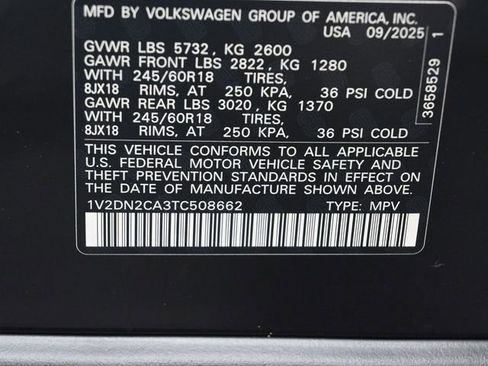 MFD BY VOLKSWAGEN GROUP OF AMERICA, INC.
USA 09/2025
GVWR LBS 5732, KG 2600
GAWR FRONT LBS 2822, KG 1280
WITH 245/60R18 TIRES,
8JX18 RIMS, AT 250 KPA, 36 PSI COLD
GAWR REAR LBS 3020, KG 1370
WITH 245/60R18 TIRES,
8JX18 RIMS, AT 250 KPA, 36 PSI COLD
THIS VEHICLE CONFORMS TO ALL APPLICABLE
U.S. FEDERAL MOTOR VEHICLE SAFETY AND
THEFT PREVENTION STANDARDS IN EFFECT ON
THE DATE OF MANUFACTURE SHOWN ABOVE.
1V2DN2CA3TC508662 TYPE: MPV
3658529 1